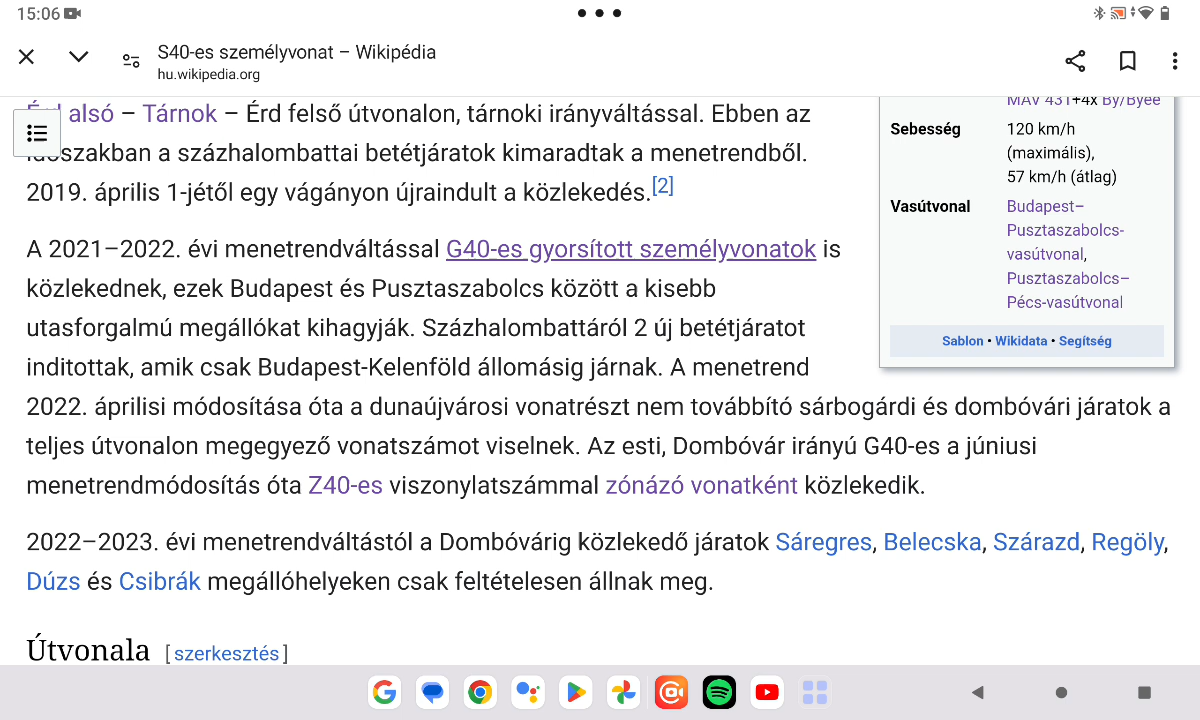 15:06
S40-es személyvonat – Wikipédia
hu.wikipedia.org
alsó – Tárnok – Érd felső útvonalon, tárnoki irányváltással. Ebben az
időszakban a százhalombattai betétjáratok kimaradtak a menetrendből.
2019. április 1-jétől egy vágányon újraindult a közlekedés.[2]
A 2021–2022. évi menetrendváltással G40-es gyorsított személyvonatok is
közlekednek, ezek Budapest és Pusztaszabolcs között a kisebb
utasforgalmú megállókat kihagyják. Százhalombattáról 2 új betétjáratot
inditottak, amik csak Budapest-Kelenföld állomásig járnak. A menetrend
2022. áprilisi módosítása óta a dunaújvárosi vonatrészt nem továbbító sárbogárdi és dombóvári járatok a
teljes útvonalon megegyező vonatszámot viselnek. Az esti, Dombóvár irányú G40-es a júniusi
menetrendmódosítás óta Z40-es viszonylatszámmal zónázó vonatként közlekedik.
2022–2023. évi menetrendváltástól a Dombóvárig közlekedő járatok Sáregres, Belecska, Szárazd, Regöly,
Dúzs és Csibrák megállóhelyeken csak feltételesen állnak meg.
Útvonala [szerkesztés]
MÁV 431+4x By/Byee
Sebesség
120 km/h
(maximális),
57 km/h (átlag)
Vasútvonal
Budapest–
Pusztaszabolcs-
vasútvonal,
Pusztaszabolcs–
Pécs-vasútvonal
Sablon • Wikidata • Segítség